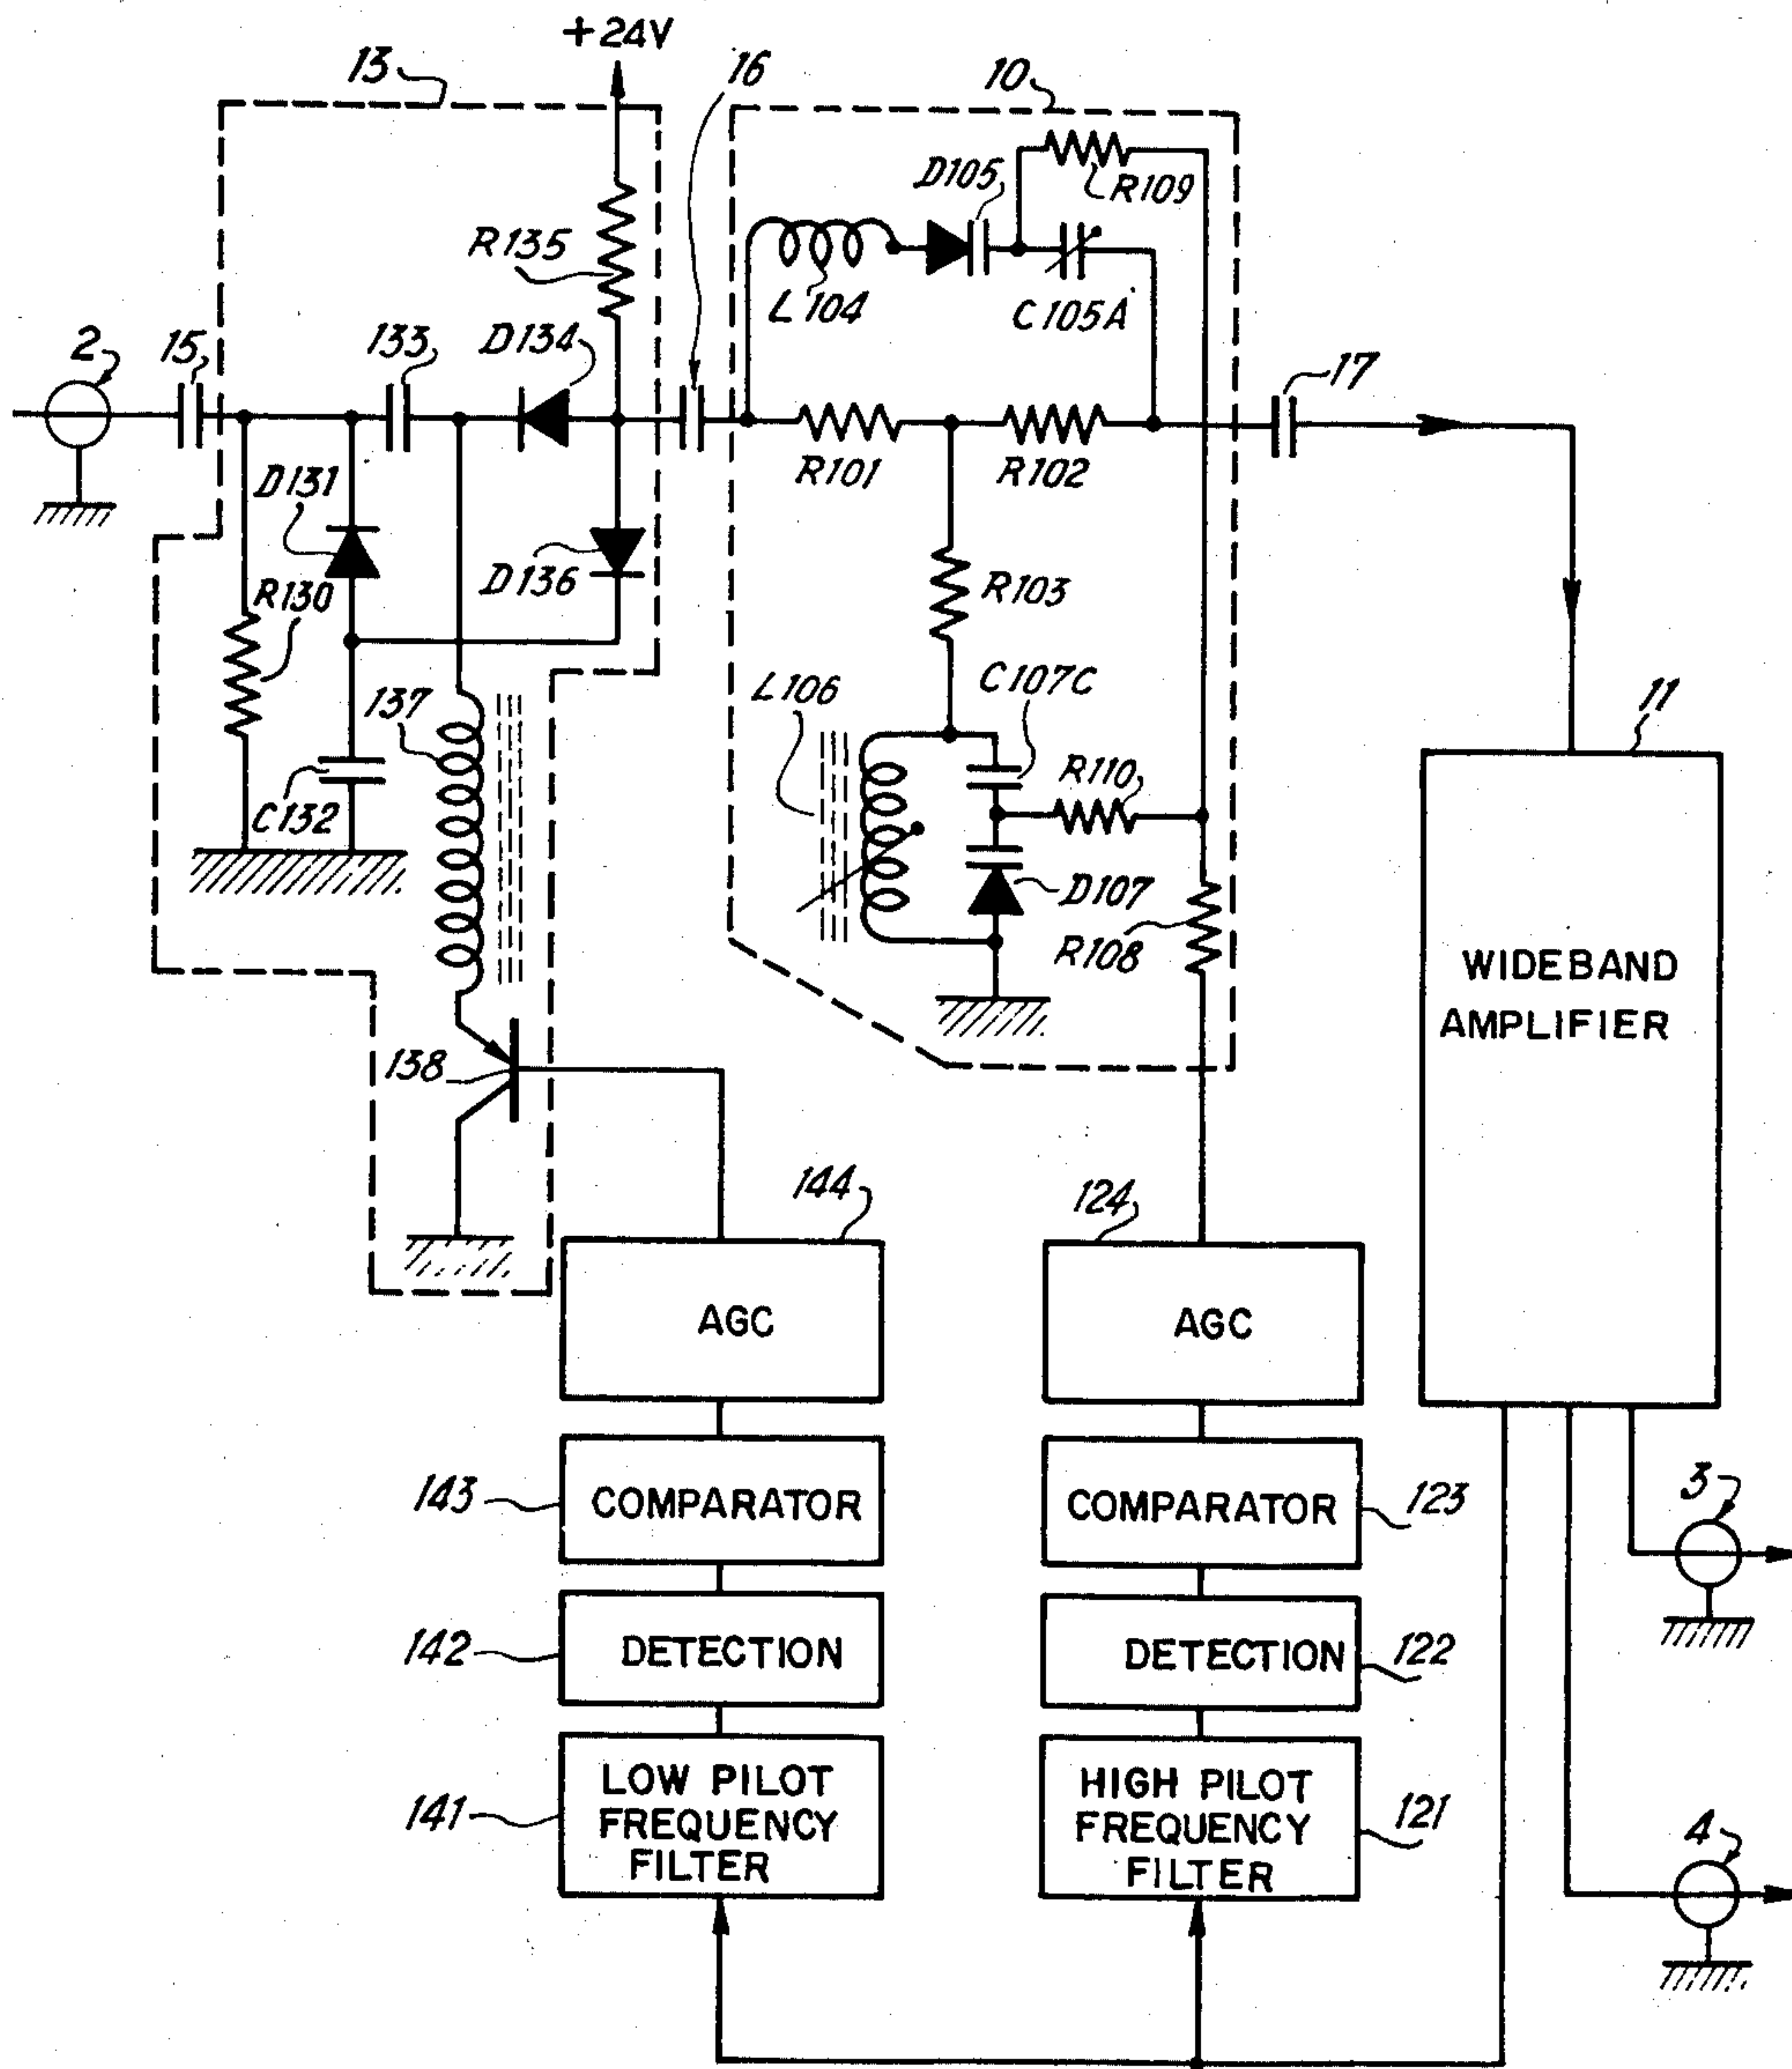 +24V
13
16
10
D105
R109
R135
L104
C105A
2
15
133
D134
17
D131
R101
R102
R130
D136
R103
L106
C107C
11
137
R110
C132
D107
R108
WIDEBAND
AMPLIFIER
138
144
124
AGC
AGC
143
COMPARATOR
COMPARATOR
123
3
142
DETECTION
DETECTION
122
141
LOW PILOT
FREQUENCY
FILTER
HIGH PILOT
FREQUENCY
FILTER
121
4